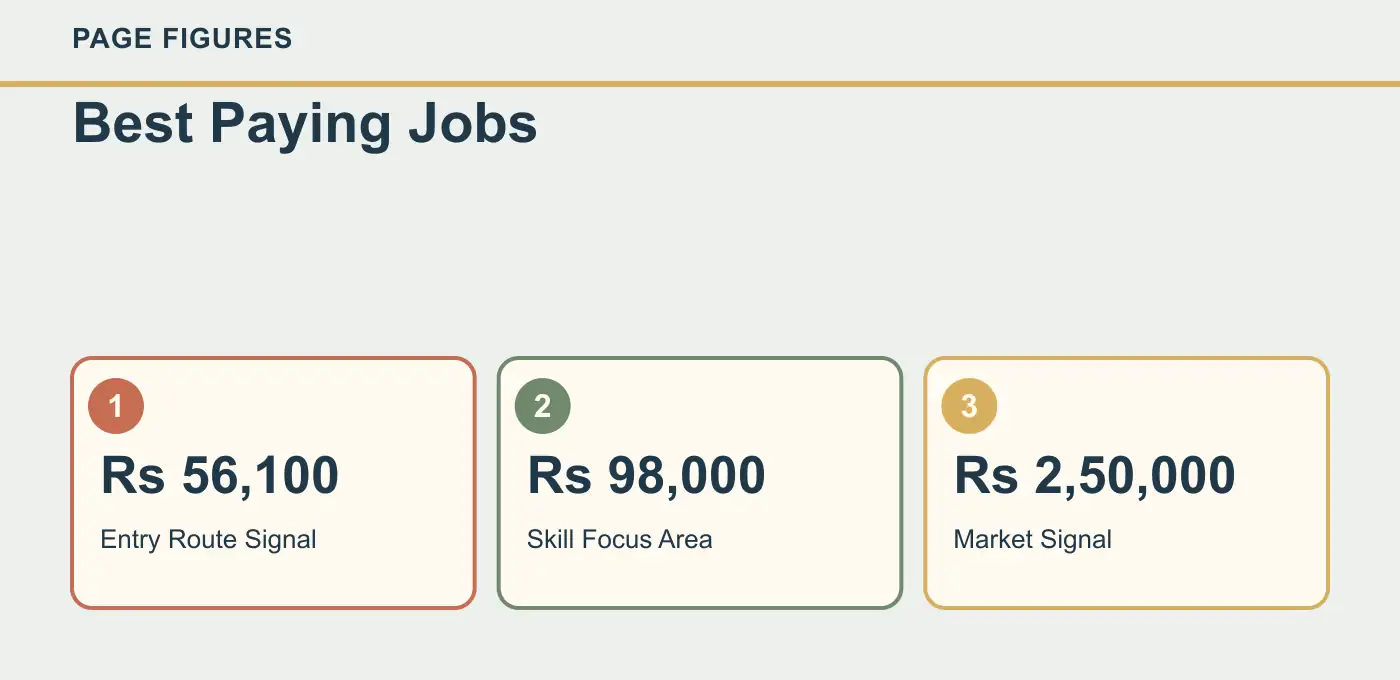 PAGE FIGURES
Best Paying Jobs
1
Rs 56,100
Entry Route Signal
2
Rs 98,000
Skill Focus Area
3
Rs 2,50,000
Market Signal